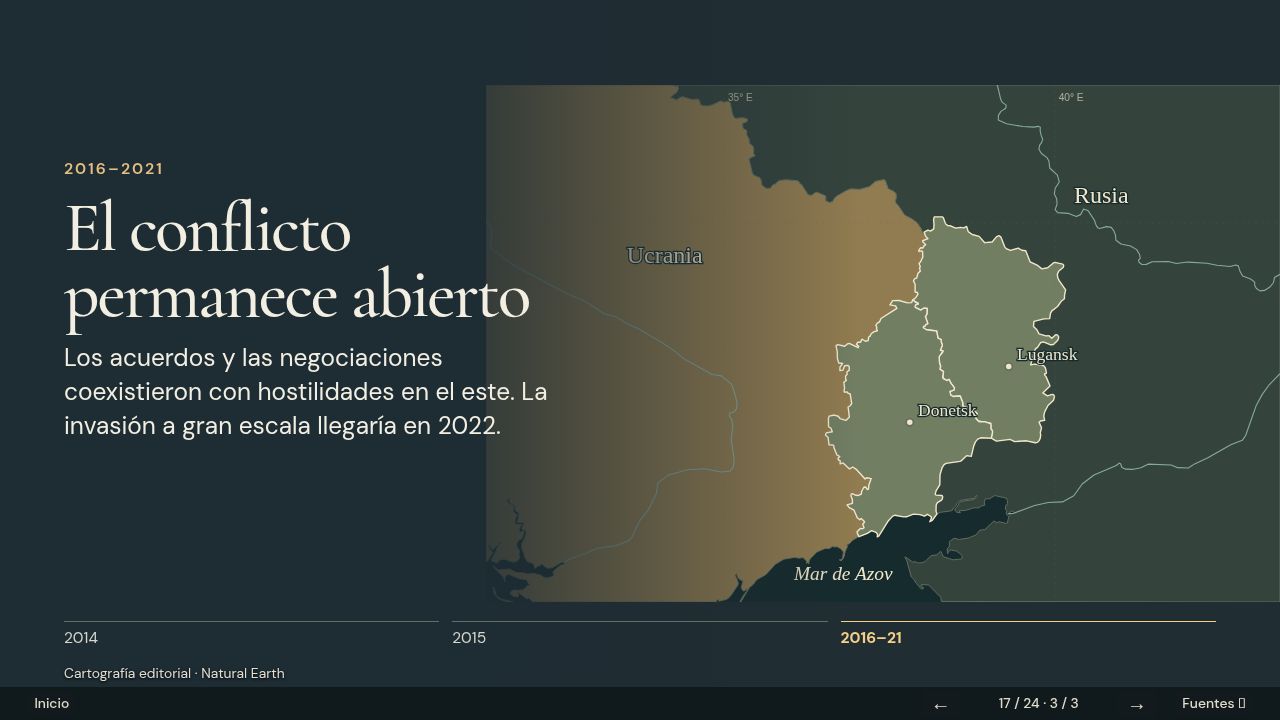 35° E
40° E
2016–2021
El conflicto
permanece abierto
Los acuerdos y las negociaciones
coexistieron con hostilidades en el este. La
invasión a gran escala llegaría en 2022.
Rusia
Ucrania
Lugansk
Donetsk
Mar de Azov
2014
2015
2016–21
Cartografía editorial · Natural Earth
Inicio
← 17 / 24 · 3 / 3 →
Fuentes